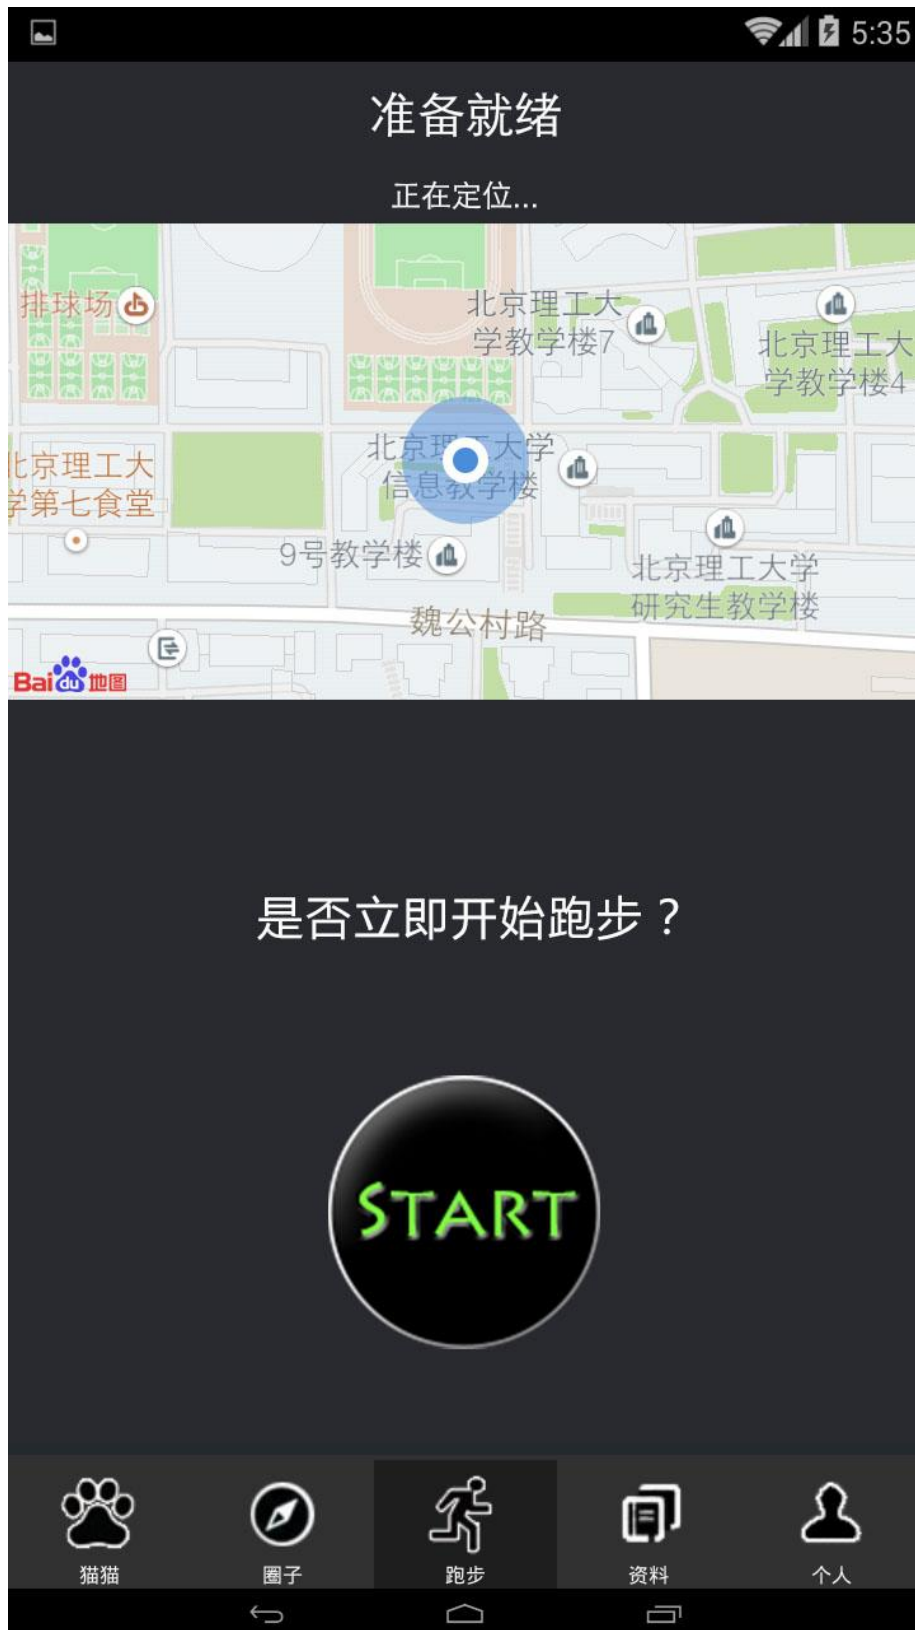 5:35
准备就绪
正在定位...
排球场
北京理工大
学教学楼7
北京理工大
学教学楼4
北京理工大学
信息教学楼
北京理工大
学第七食堂
9号教学楼
北京理工大学
研究生教学楼
魏公村路
Bai du 地图
是否立即开始跑步？
START
猫猫
圈子
跑步
资料
个人